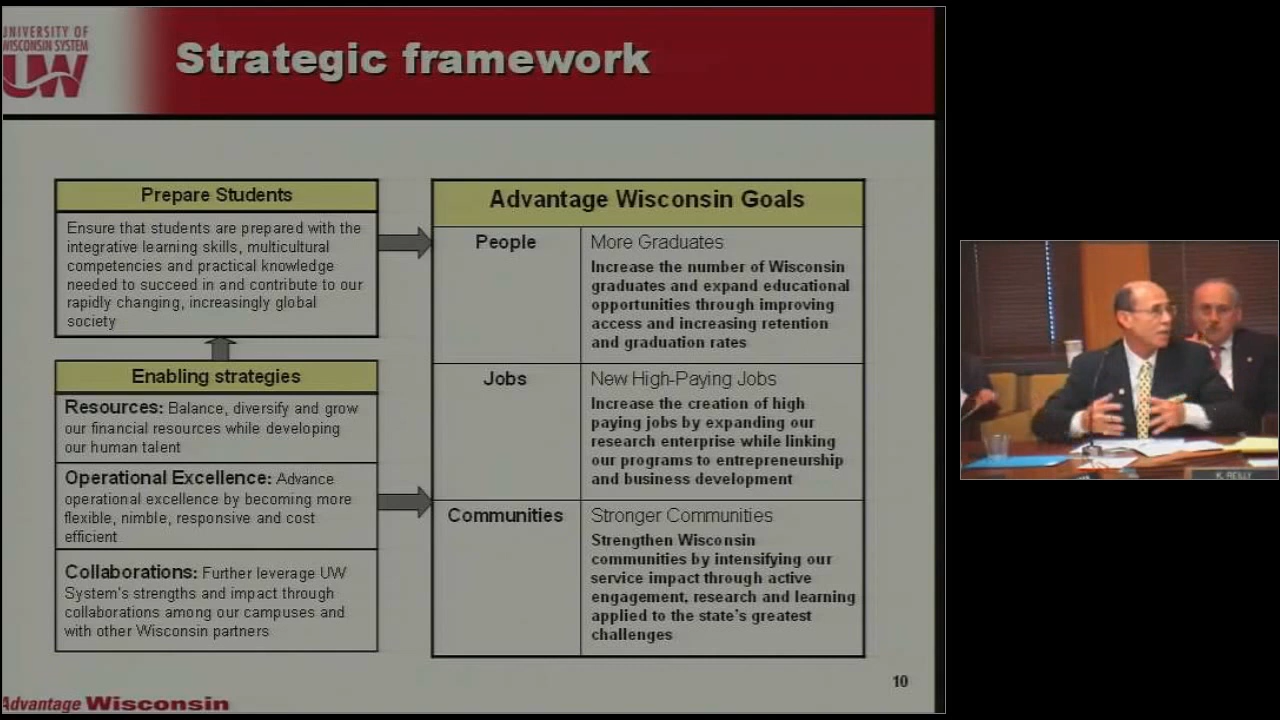 UNIVERSITY OF
WISCONSIN SYSTEM
UW
Strategic framework
Prepare Students
Ensure that students are prepared with the
integrative learning skills, multicultural
competencies and practical knowledge
needed to succeed in and contribute to our
rapidly changing, increasingly global
society
Enabling strategies
Resources: Balance, diversify and grow
our financial resources while developing
our human talent
Operational Excellence: Advance
operational excellence by becoming more
flexible, nimble, responsive and cost
efficient
Collaborations: Further leverage UW
System's strengths and impact through
collaborations among our campuses and
with other Wisconsin partners
Advantage Wisconsin Goals
People
More Graduates
Increase the number of Wisconsin
graduates and expand educational
opportunities through improving
access and increasing retention
and graduation rates
Jobs
New High-Paying Jobs
Increase the creation of high
paying jobs by expanding our
research enterprise while linking
our programs to entrepreneurship
and business development
Communities
Stronger Communities
Strengthen Wisconsin
communities by intensifying our
service impact through active
engagement, research and learning
applied to the state's greatest
challenges
10
Advantage Wisconsin
K. REILLY